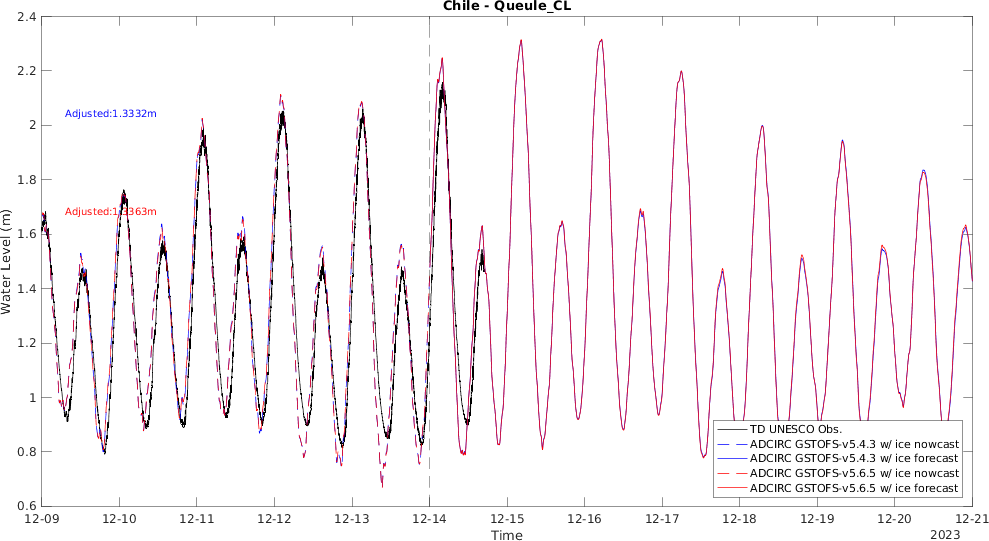 Chile - Queule_CL
2.4
2.2
2
1.8
1.6
1.4
1.2
1
0.8
0.6
Water Level (m)
Adjusted:1.3332m
Adjusted:1.3363m
TD UNESCO Obs.
ADCIRC GSTOFS-v5.4.3 w/ ice nowcast
ADCIRC GSTOFS-v5.4.3 w/ ice forecast
ADCIRC GSTOFS-v5.6.5 w/ ice nowcast
ADCIRC GSTOFS-v5.6.5 w/ ice forecast
12-09 12-10 12-11 12-12 12-13 12-14 12-15 12-16 12-17 12-18 12-19 12-20 12-21
Time
2023